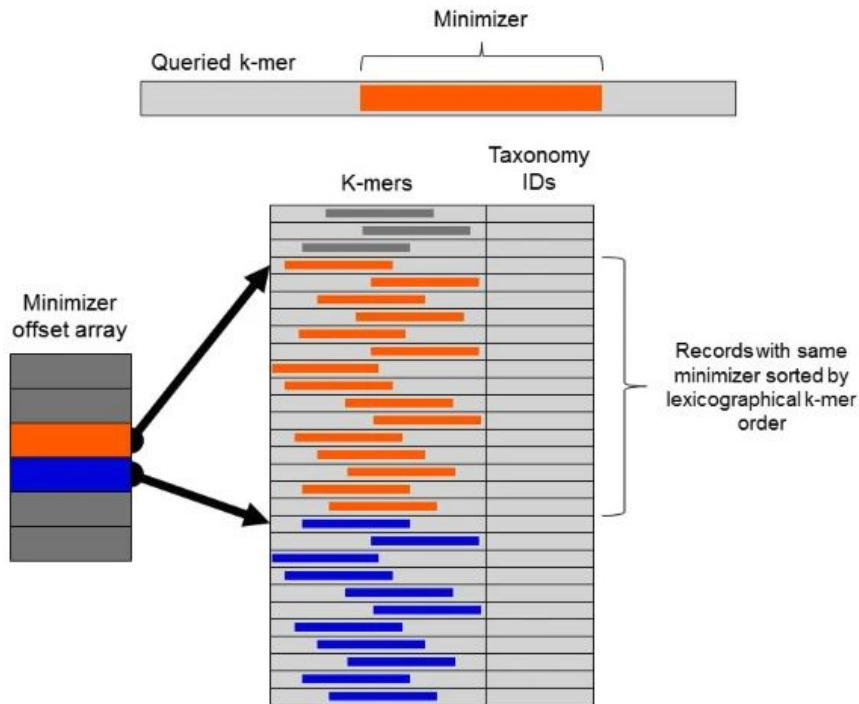 Minimizer
Queried k-mer
Taxonomy
IDs
K-mers
Minimizer
offset array
Records with same
minimizer sorted by
lexicographical k-mer
order